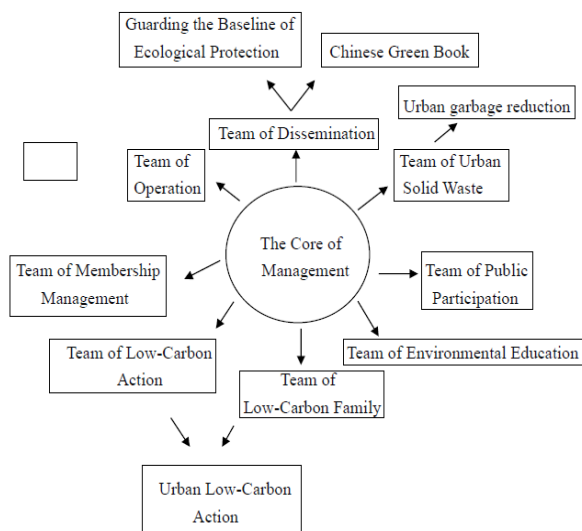 Guarding the Baseline of
Ecological Protection
Chinese Green Book
Urban garbage reduction
Team of Dissemination
Team of
Operation
Team of Urban
Solid Waste
The Core of
Management
Team of Membership
Management
Team of Public
Participation
Team of Low-Carbon
Action
Team of Environmental Education
Team of
Low-Carbon Family
Urban Low-Carbon
Action